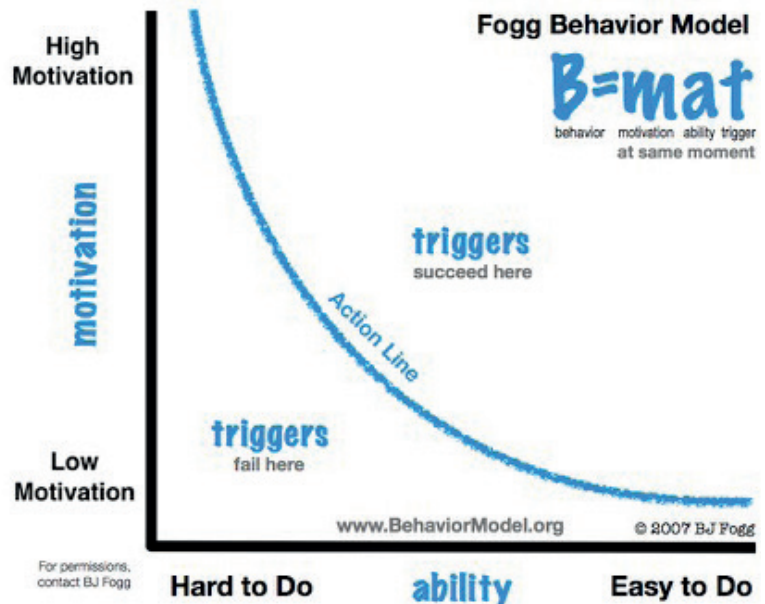 Fogg Behavior Model
B=mat
behavior motivation ability trigger
at same moment
High
Motivation
motivation
triggers
succeed here
Action Line
triggers
fail here
Low
Motivation
www.BehaviorModel.org
© 2007 BJ Fogg
For permissions,
contact BJ Fogg
Hard to Do
ability
Easy to Do